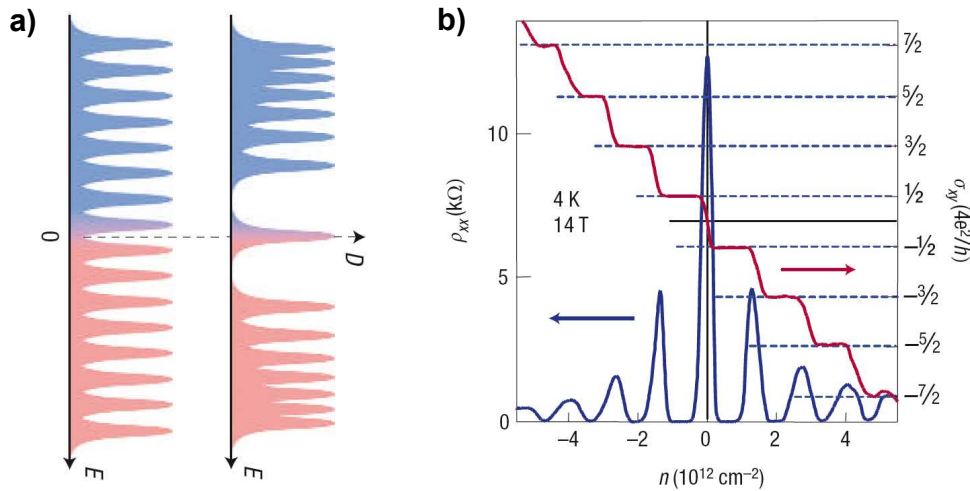 a)
0
D
E
E
b)
ρxx(kΩ)
10
5
0
4 K
14 T
7/2
5/2
3/2
1/2
−1/2
−3/2
−5/2
−7/2
σxy(4e²/h)
−4
−2
0
2
4
n (10¹² cm⁻²)